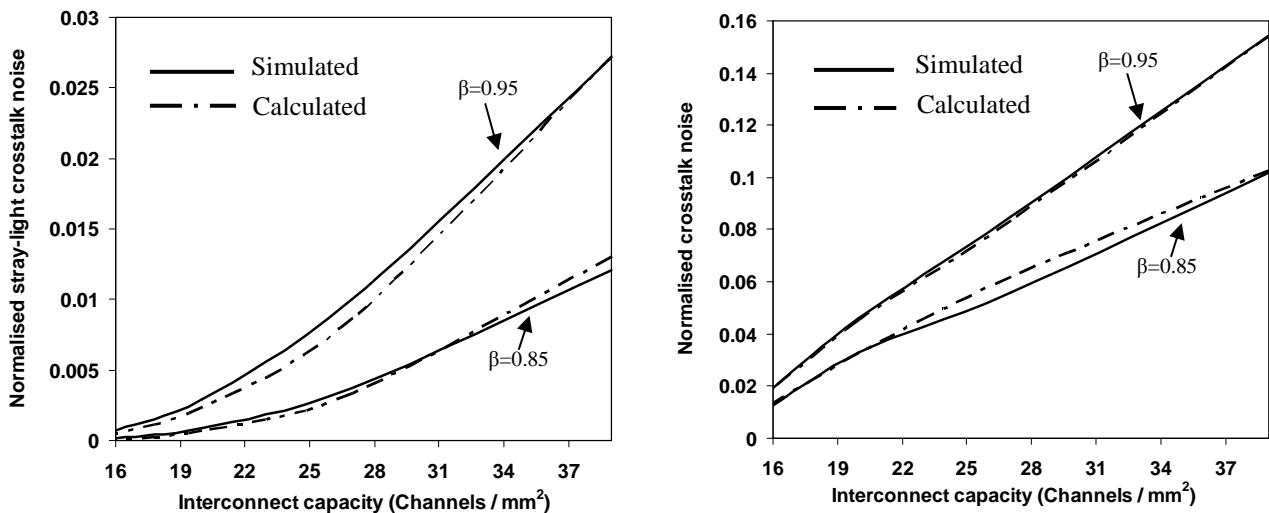 Normalised stray-light crosstalk noise
0.03
0.025
0.02
0.015
0.01
0.005
0
Simulated
Calculated
β=0.95
β=0.85
16 19 22 25 28 31 34 37
Interconnect capacity (Channels / mm²)
Normalised crosstalk noise
0.16
0.14
0.12
0.1
0.08
0.06
0.04
0.02
0
Simulated
Calculated
β=0.95
β=0.85
16 19 22 25 28 31 34 37
Interconnect capacity (Channels / mm²)